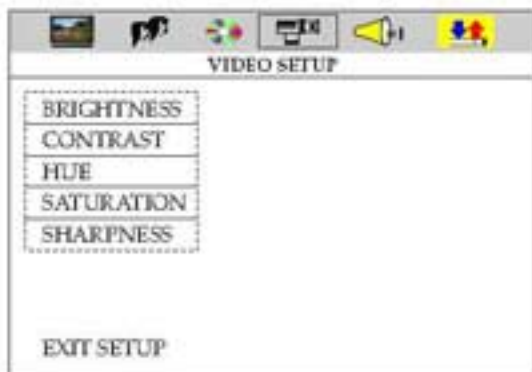 VIDEO SETUP
BRIGHTNESS
CONTRAST
HUE
SATURATION
SHARPNESS
EXIT SETUP